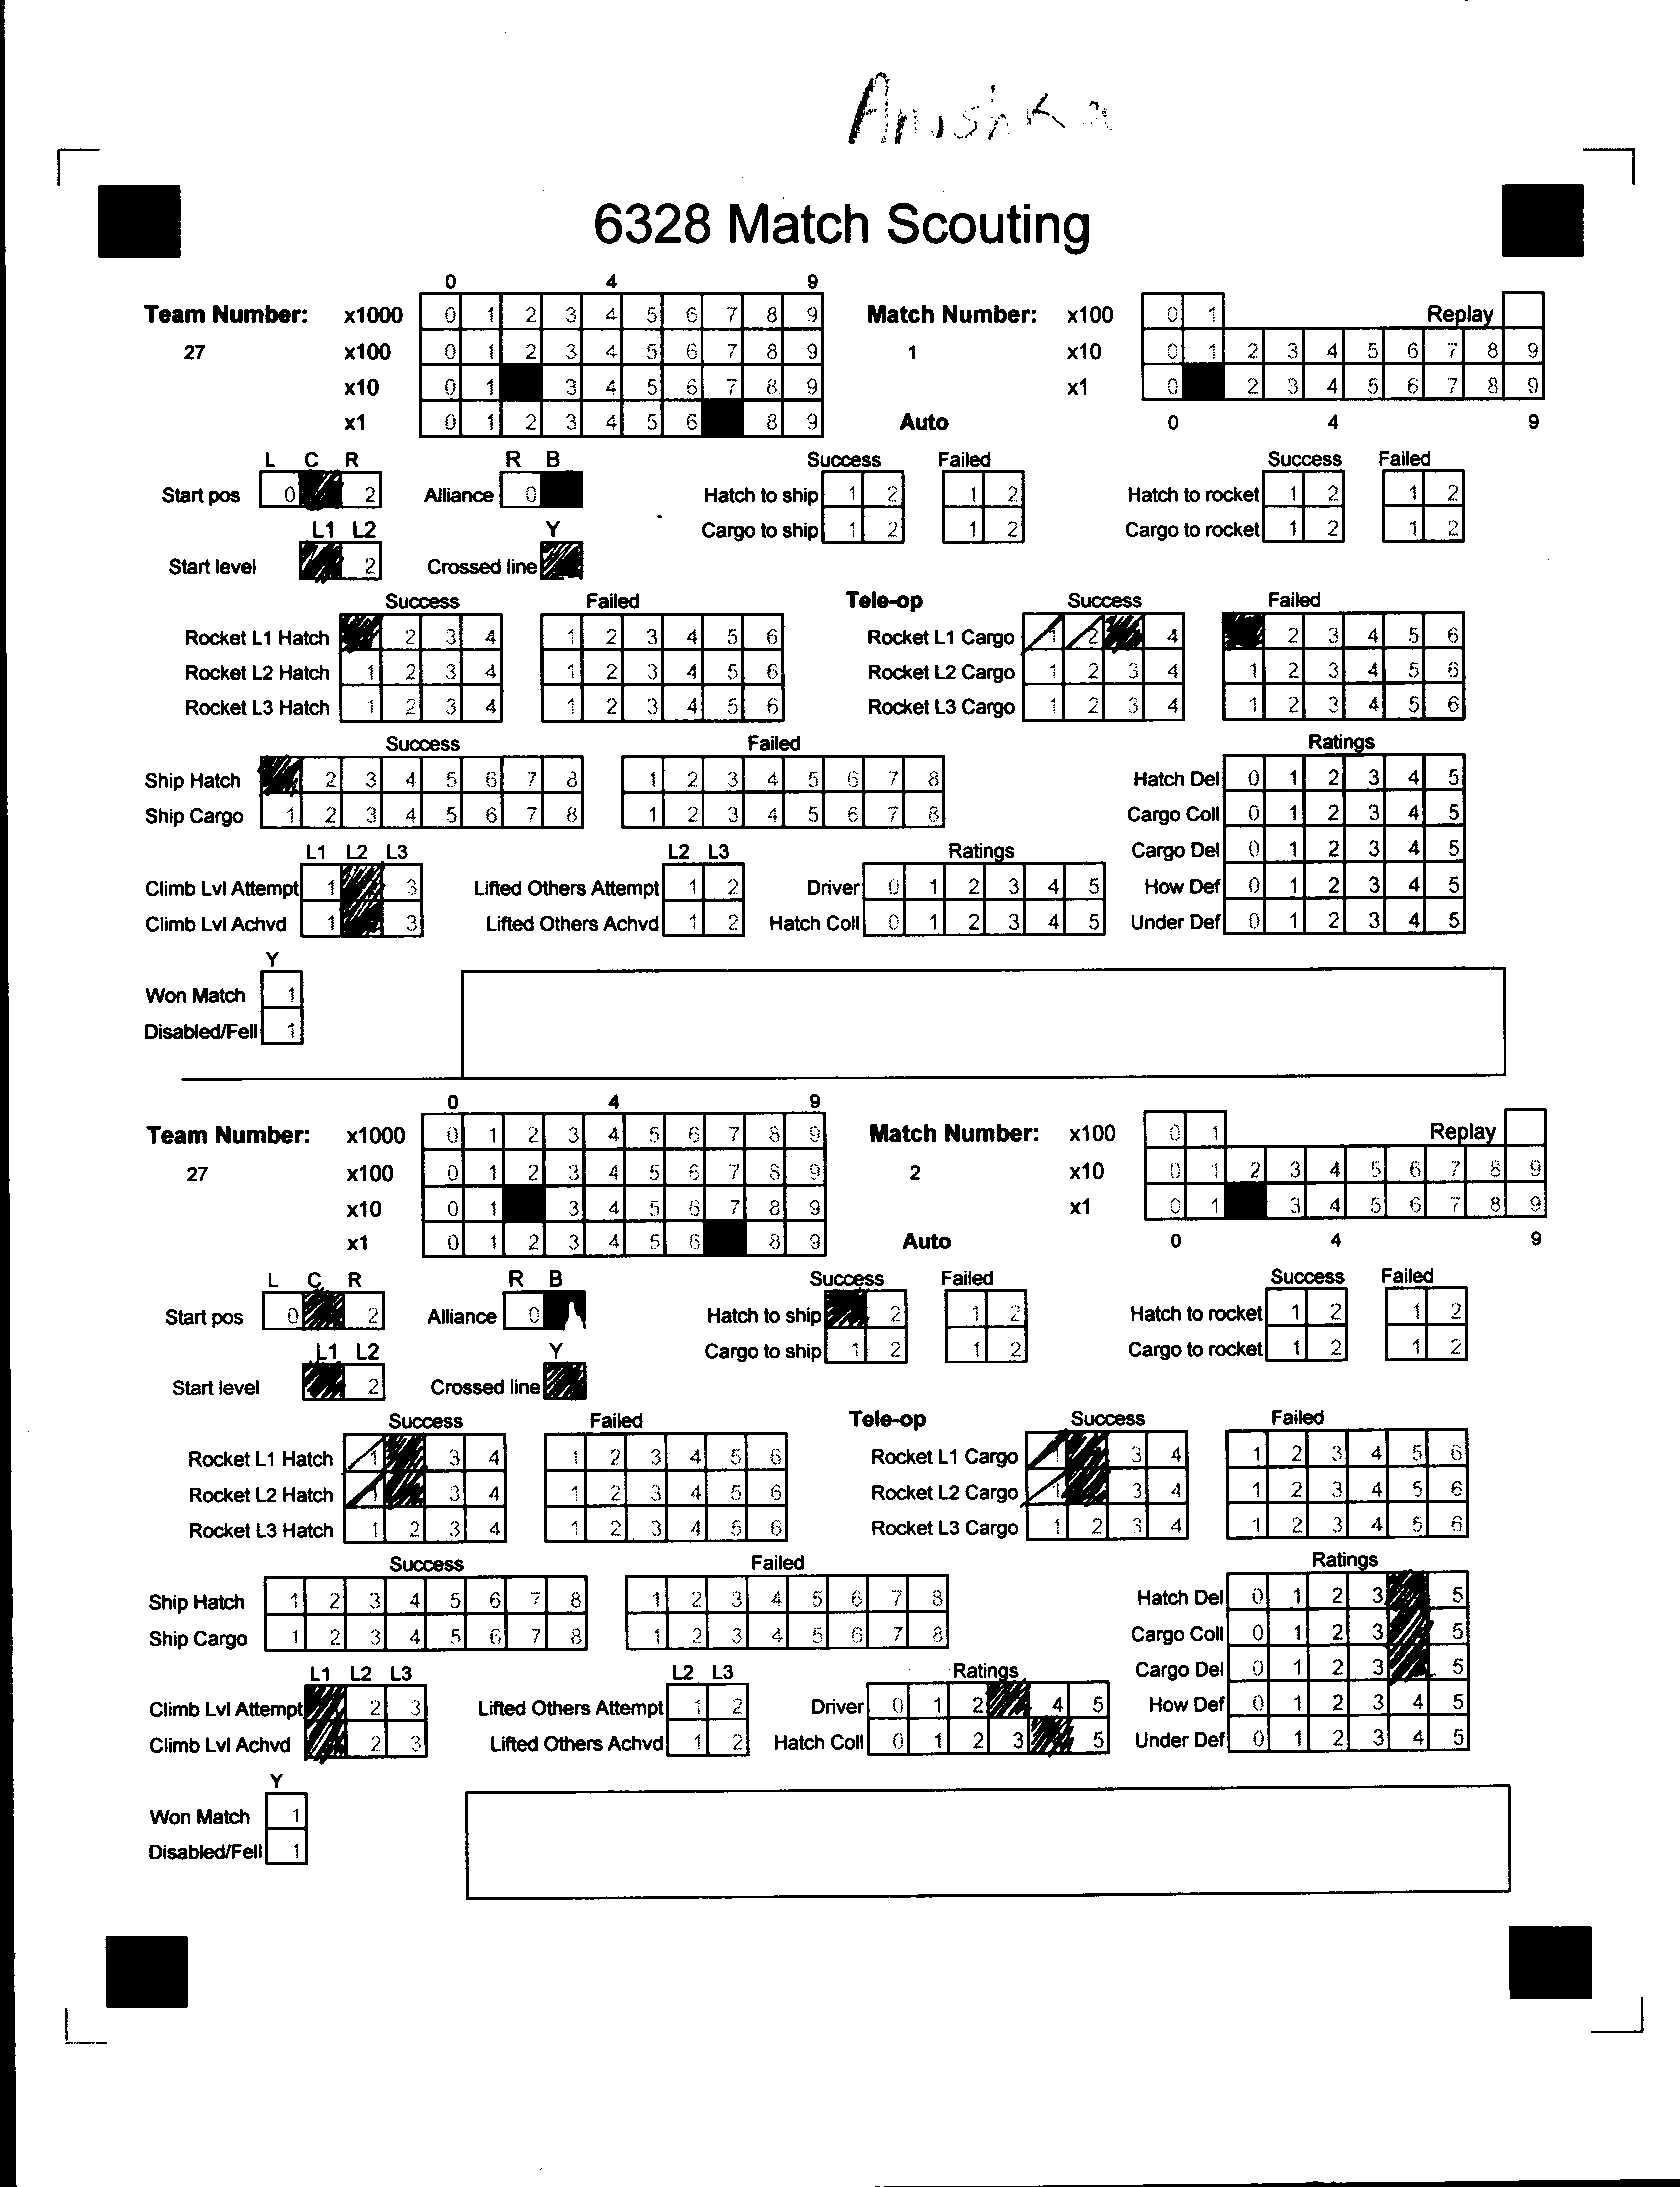 Anushka
6328 Match Scouting
0 4 9
Team Number: x1000 0 1 2 3 4 5 6 7 8 9 Match Number: x100 0 1 Replay
27 x100 0 1 2 3 4 5 6 7 8 9 1 x10 0 1 2 3 4 5 6 7 8 9
x10 0 1 3 4 5 6 7 8 9 x1 0 2 3 4 5 6 7 8 9
x1 0 1 2 3 4 5 6 8 9 Auto 0 4 9
L C R R B Success Failed Success Failed
Start pos 0 2 Alliance 0 Hatch to ship 1 2 1 2 Hatch to rocket 1 2 1 2
L1 L2 Y Cargo to ship 1 2 1 2 Cargo to rocket 1 2 1 2
Start level 2 Crossed line
Success Failed Tele-op Success Failed
Rocket L1 Hatch 2 3 4 1 2 3 4 5 6 Rocket L1 Cargo 1 2 4 2 3 4 5 6
Rocket L2 Hatch 1 2 3 4 1 2 3 4 5 6 Rocket L2 Cargo 1 2 3 4 1 2 3 4 5 6
Rocket L3 Hatch 1 2 3 4 1 2 3 4 5 6 Rocket L3 Cargo 1 2 3 4 1 2 3 4 5 6
Success Failed Ratings
Ship Hatch 2 3 4 5 6 7 8 1 2 3 4 5 6 7 8 Hatch Del 0 1 2 3 4 5
Ship Cargo 1 2 3 4 5 6 7 8 1 2 3 4 5 6 7 8 Cargo Coll 0 1 2 3 4 5
L1 L2 L3 L2 L3 Ratings Cargo Del 0 1 2 3 4 5
Climb Lvl Attempt 1 3 Lifted Others Attempt 1 2 Driver 0 1 2 3 4 5 How Def 0 1 2 3 4 5
Climb Lvl Achvd 1 3 Lifted Others Achvd 1 2 Hatch Coll 0 1 2 3 4 5 Under Def 0 1 2 3 4 5
Y
Won Match 1
Disabled/Fell 1
0 4 9
Team Number: x1000 0 1 2 3 4 5 6 7 8 9 Match Number: x100 0 1 Replay
27 x100 0 1 2 3 4 5 6 7 8 9 2 x10 0 1 2 3 4 5 6 7 8 9
x10 0 1 3 4 5 6 7 8 9 x1 0 1 3 4 5 6 7 8 9
x1 0 1 2 3 4 5 6 8 9 Auto 0 4 9
L C R R B Success Failed Success Failed
Start pos 0 2 Alliance 0 Hatch to ship 2 1 2 Hatch to rocket 1 2 1 2
L1 L2 Y Cargo to ship 1 2 1 2 Cargo to rocket 1 2 1 2
Start level 2 Crossed line
Success Failed Tele-op Success Failed
Rocket L1 Hatch 1 3 4 1 2 3 4 5 6 Rocket L1 Cargo 1 3 4 1 2 3 4 5 6
Rocket L2 Hatch 1 3 4 1 2 3 4 5 6 Rocket L2 Cargo 1 3 4 1 2 3 4 5 6
Rocket L3 Hatch 1 2 3 4 1 2 3 4 5 6 Rocket L3 Cargo 1 2 3 4 1 2 3 4 5 6
Success Failed Ratings
Ship Hatch 1 2 3 4 5 6 7 8 1 2 3 4 5 6 7 8 Hatch Del 0 1 2 3 5
Ship Cargo 1 2 3 4 5 6 7 8 1 2 3 4 5 6 7 8 Cargo Coll 0 1 2 3 5
L1 L2 L3 L2 L3 Ratings Cargo Del 0 1 2 3 5
Climb Lvl Attempt 2 3 Lifted Others Attempt 1 2 Driver 0 1 2 4 5 How Def 0 1 2 3 4 5
Climb Lvl Achvd 2 3 Lifted Others Achvd 1 2 Hatch Coll 0 1 2 3 5 Under Def 0 1 2 3 4 5
Y
Won Match 1
Disabled/Fell 1